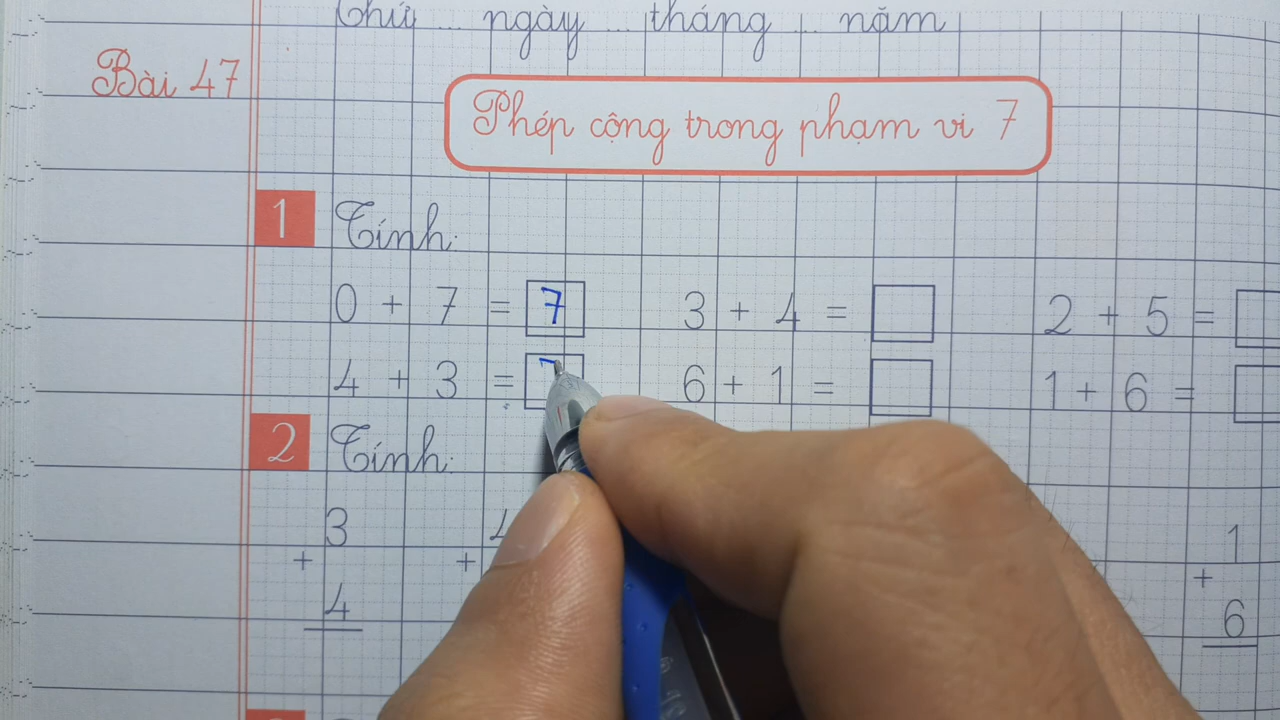 Thứ ... ngày ... tháng ... năm
Bài 47
Phép cộng trong phạm vi 7
1 Tính:
0 + 7 = 7 3 + 4 = 2 + 5 =
4 + 3 = 6 + 1 = 1 + 6 =
2 Tính:
3 4 1
+ + +
4 6